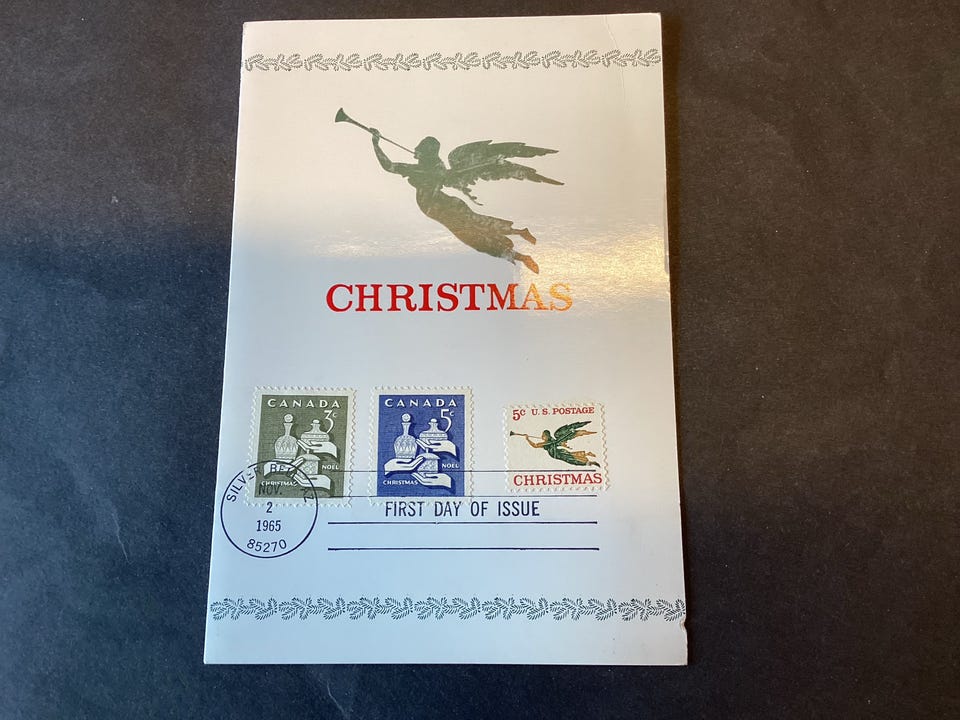 CHRISTMAS
CANADA
3¢
NOEL
CHRISTMAS
CANADA
5¢
NOEL
CHRISTMAS
5¢ U.S. POSTAGE
CHRISTMAS
SILVER
NOV.
2
1965
85270
FIRST DAY OF ISSUE